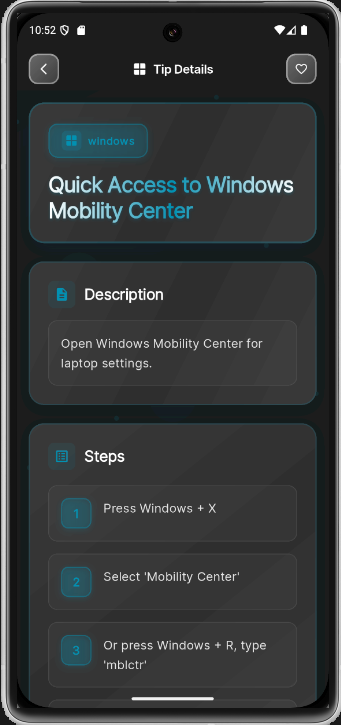 10:52
Tip Details
windows
Quick Access to Windows
Mobility Center
Description
Open Windows Mobility Center for
laptop settings.
Steps
1
Press Windows + X
2
Select 'Mobility Center'
3
Or press Windows + R, type
'mblctr'